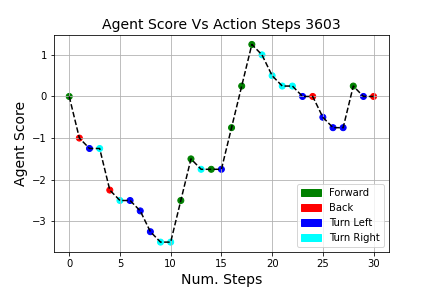 Agent Score Vs Action Steps 3603
Agent Score
1
0
−1
−2
−3
Forward
Back
Turn Left
Turn Right
0 5 10 15 20 25 30
Num. Steps